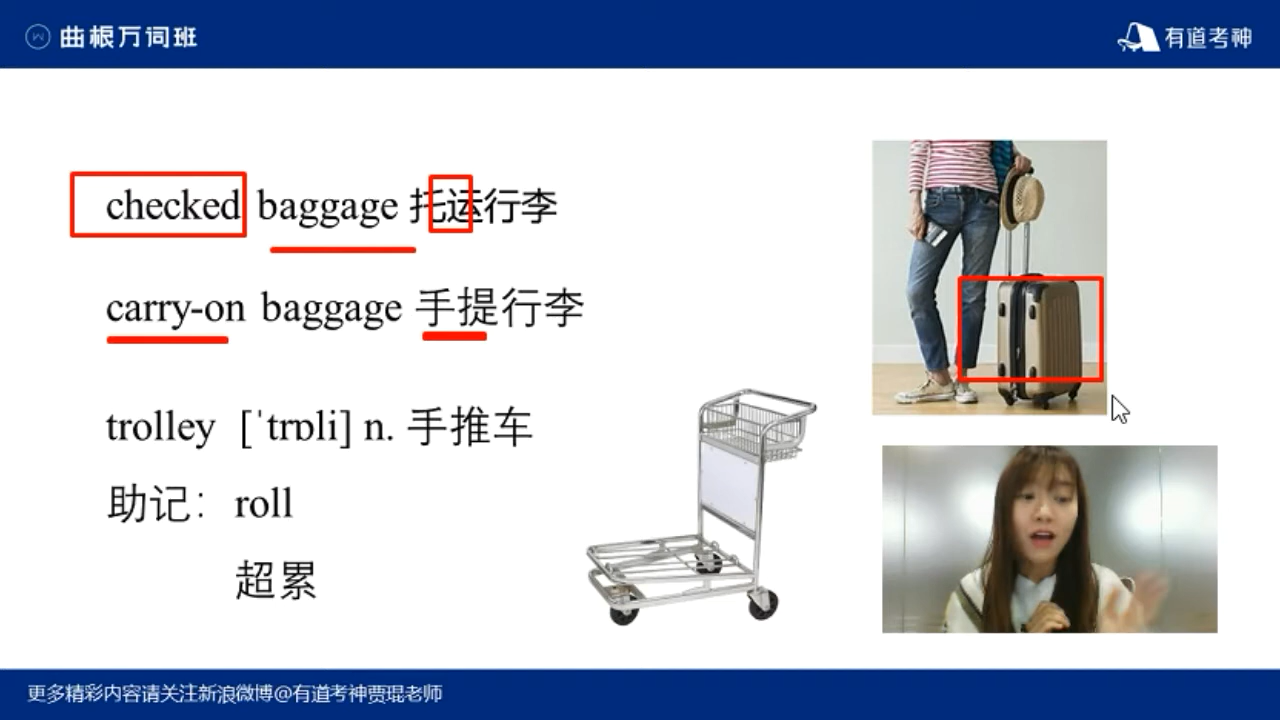 曲根万词班
有道考神
checked baggage 托运行李
carry-on baggage 手提行李
trolley [ˈtrɒli] n. 手推车
助记：roll
超累
更多精彩内容请关注新浪微博@有道考神贾琨老师